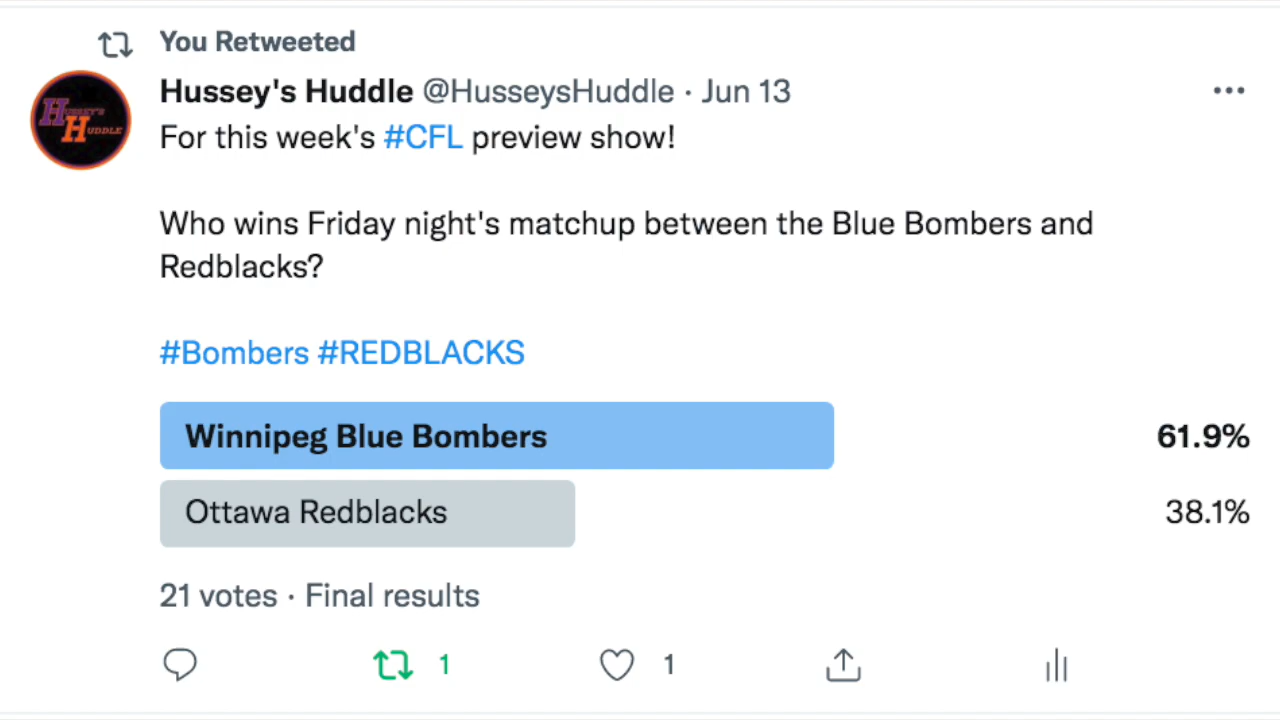 You Retweeted
Hussey's Huddle @HusseysHuddle · Jun 13
For this week's #CFL preview show!
Who wins Friday night's matchup between the Blue Bombers and
Redblacks?
#Bombers #REDBLACKS
Winnipeg Blue Bombers 61.9%
Ottawa Redblacks 38.1%
21 votes · Final results
1 1
HUSSEY'S
HUDDLE